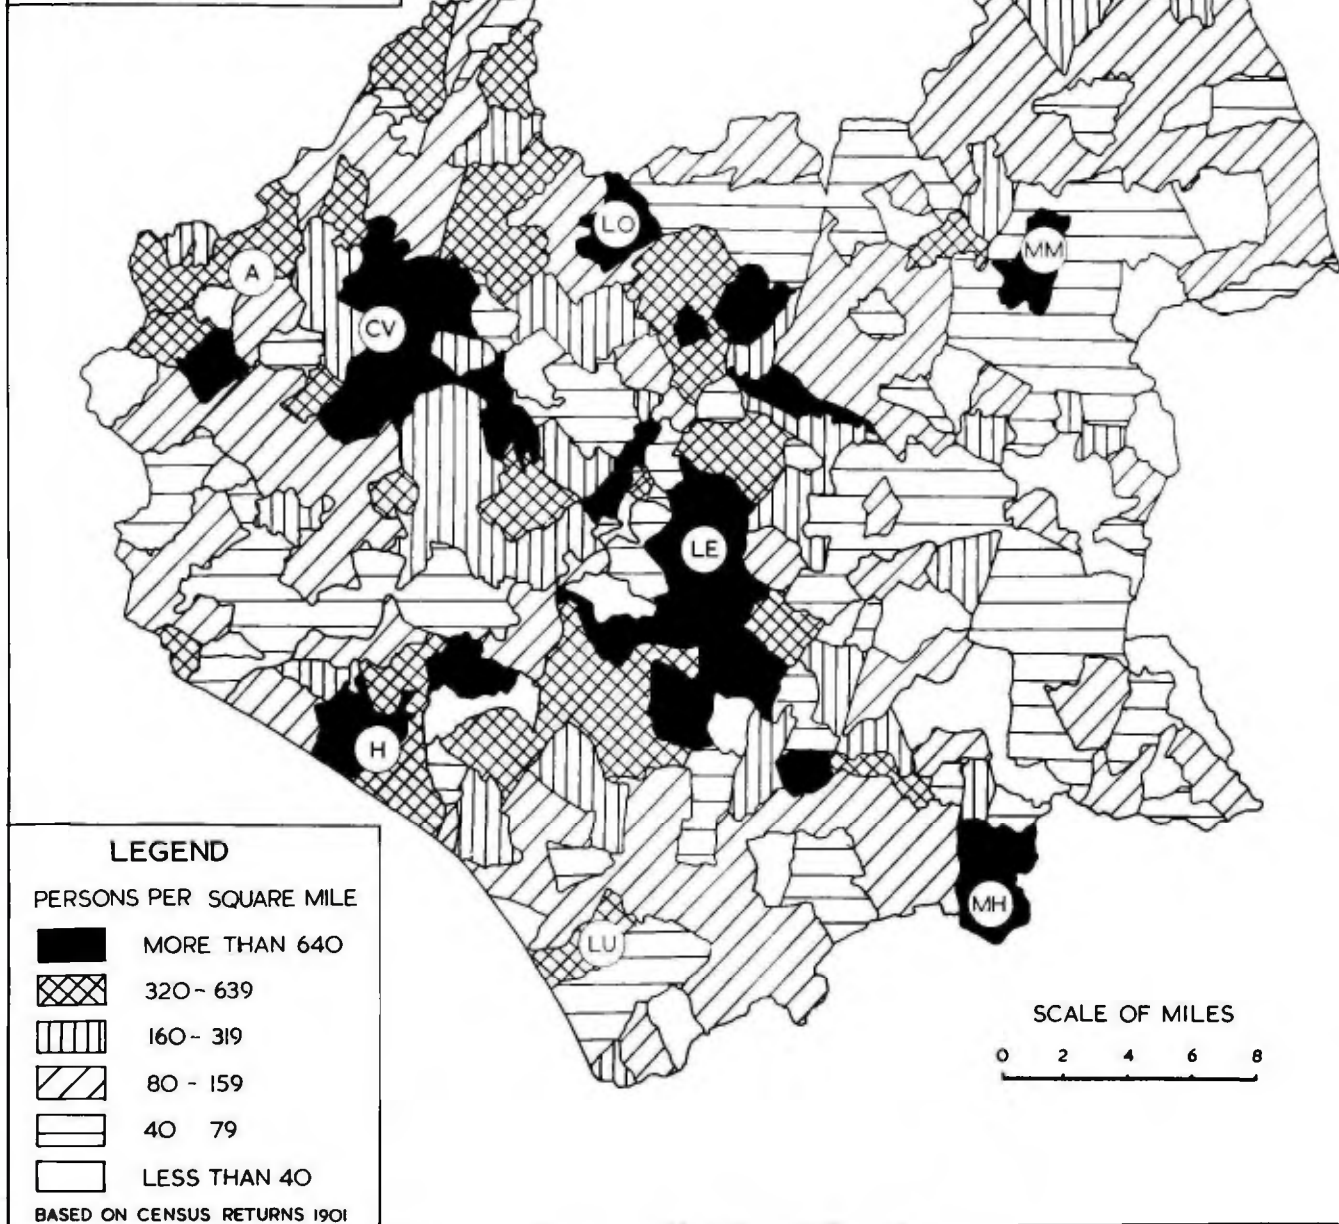 LO
A
MM
CV
LE
H
LEGEND
PERSONS PER SQUARE MILE
MORE THAN 640
320-639
160-319
80-159
40 79
LESS THAN 40
BASED ON CENSUS RETURNS 1901
MH
LU
SCALE OF MILES
0 2 4 6 8